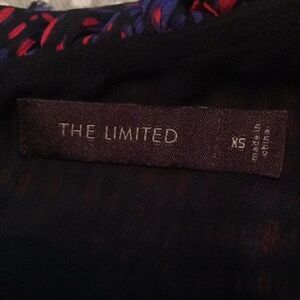 THE LIMITED
XS
made in
china